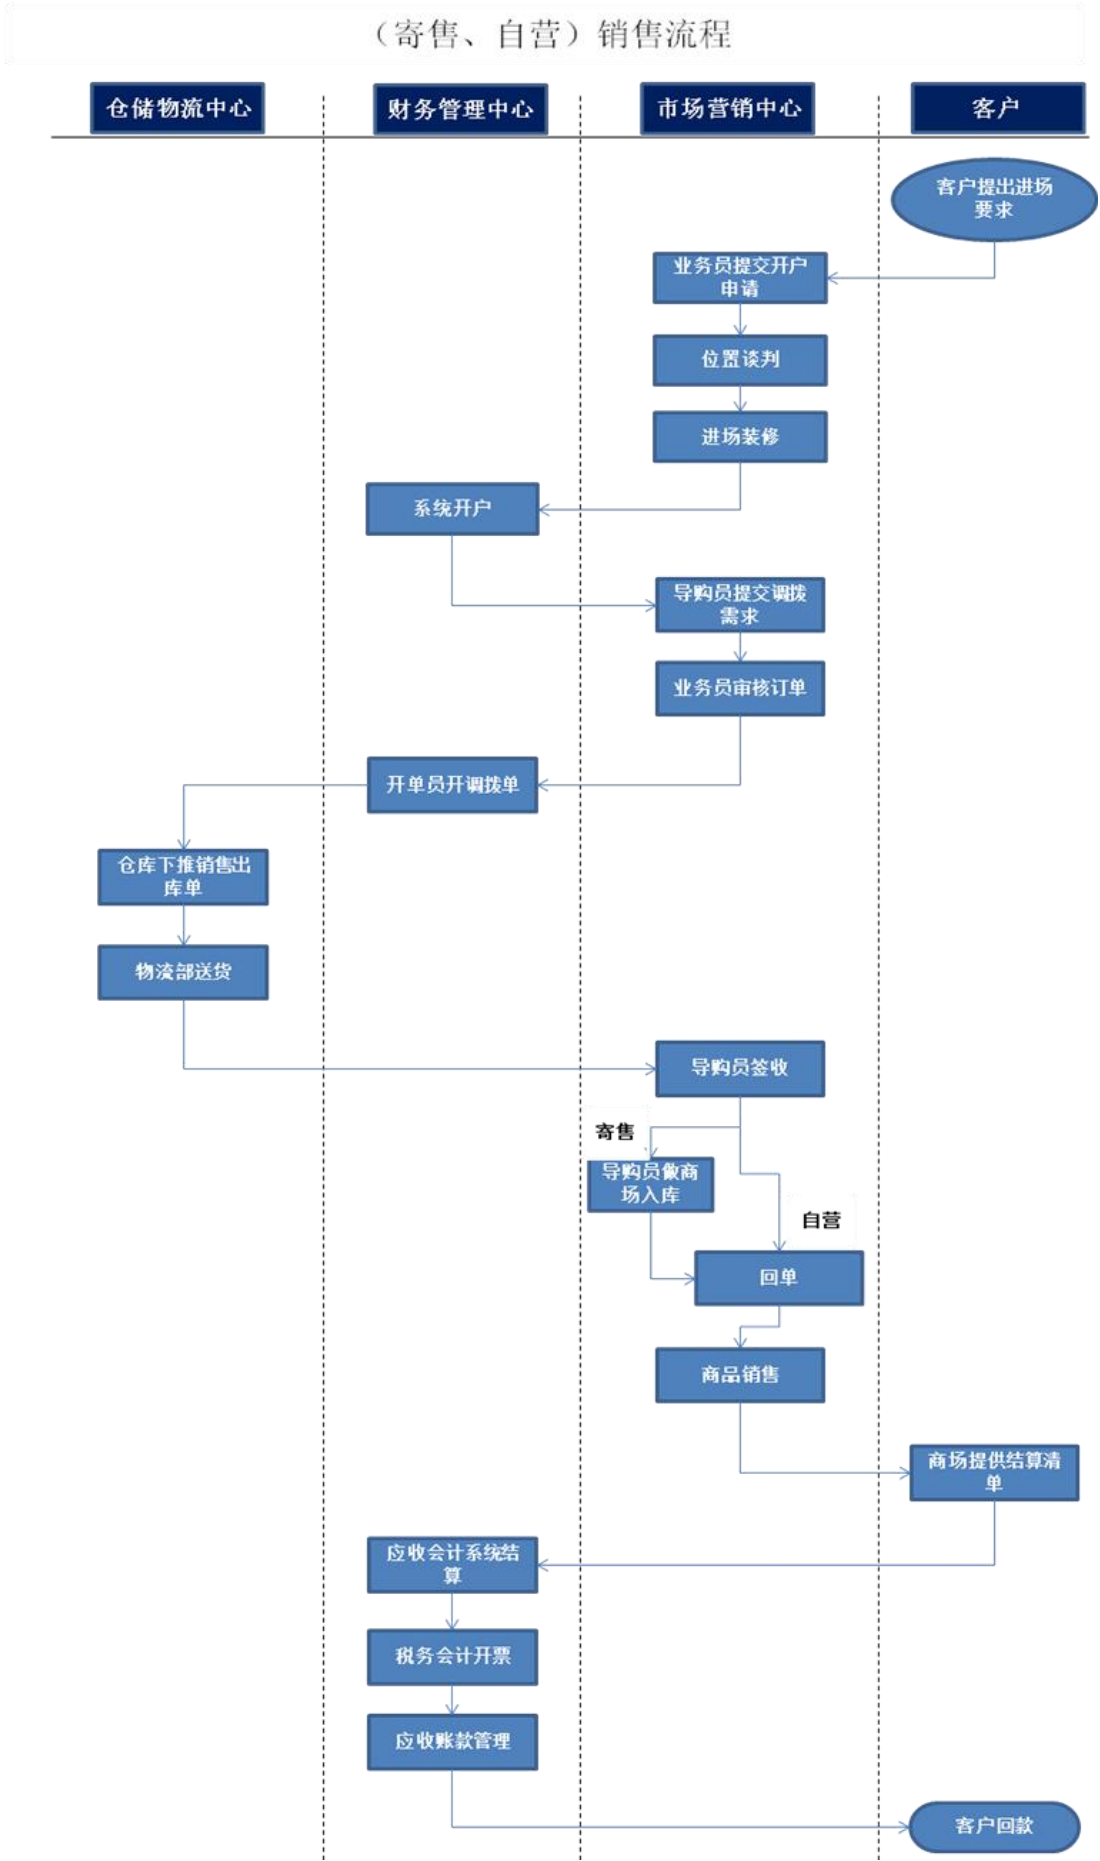 （寄售、自营）销售流程
仓储物流中心
财务管理中心
市场营销中心
客户
客户提出进场
要求
业务员提交开户
申请
位置谈判
进场装修
系统开户
导购员提交调拨
需求
业务员审核订单
开单员开调拨单
仓库下推销售出
库单
物流部送货
导购员签收
寄售
导购员做商
场入库
自营
回单
商品销售
商场提供结算清
单
应收会计系统结
算
税务会计开票
应收账款管理
客户回款